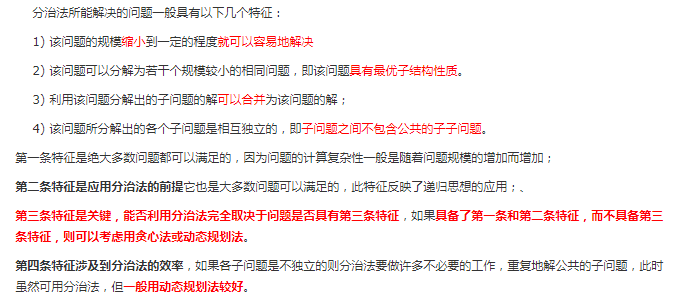 分治法所能解决的问题一般具有以下几个特征：
1) 该问题的规模缩小到一定的程度就可以容易地解决
2) 该问题可以分解为若干个规模较小的相同问题，即该问题具有最优子结构性质。
3) 利用该问题分解出的子问题的解可以合并为该问题的解；
4) 该问题所分解出的各个子问题是相互独立的，即子问题之间不包含公共的子子问题。
第一条特征是绝大多数问题都可以满足的，因为问题的计算复杂性一般是随着问题规模的增加而增加；
第二条特征是应用分治法的前提它也是大多数问题可以满足的，此特征反映了递归思想的应用；、
第三条特征是关键，能否利用分治法完全取决于问题是否具有第三条特征，如果具备了第一条和第二条特征，而不具备第三
条特征，则可以考虑用贪心法或动态规划法。
第四条特征涉及到分治法的效率，如果各子问题是不独立的则分治法要做许多不必要的工作，重复地解公共的子问题，此时
虽然可用分治法，但一般用动态规划法较好。